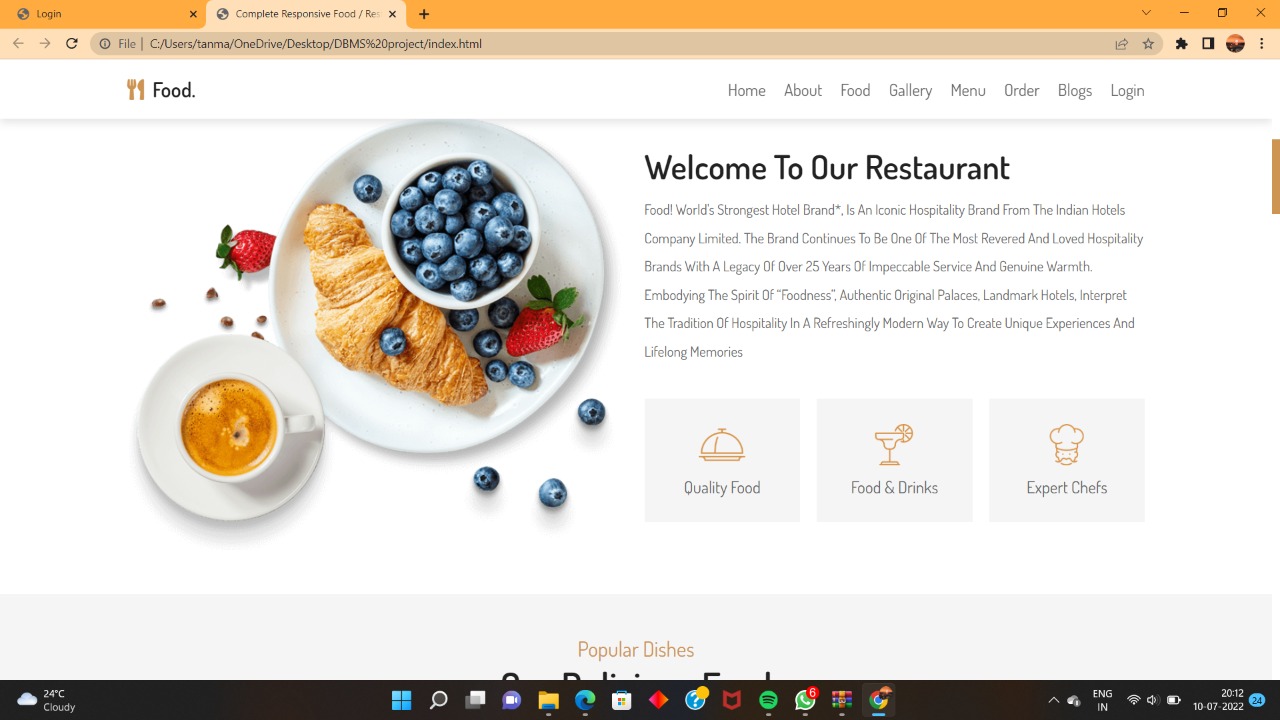 Login
Complete Responsive Food / Res
File
C:/Users/tanma/OneDrive/Desktop/DBMS%20project/index.html
Food.
Home About Food Gallery Menu Order Blogs Login
Welcome To Our Restaurant
Food! World's Strongest Hotel Brand*, Is An Iconic Hospitality Brand From The Indian Hotels
Company Limited. The Brand Continues To Be One Of The Most Revered And Loved Hospitality
Brands With A Legacy Of Over 25 Years Of Impeccable Service And Genuine Warmth.
Embodying The Spirit Of “Foodness”, Authentic Original Palaces, Landmark Hotels, Interpret
The Tradition Of Hospitality In A Refreshingly Modern Way To Create Unique Experiences And
Lifelong Memories
Quality Food
Food & Drinks
Expert Chefs
Popular Dishes
24°C
Cloudy
6
ENG
IN
20:12
10-07-2022
24